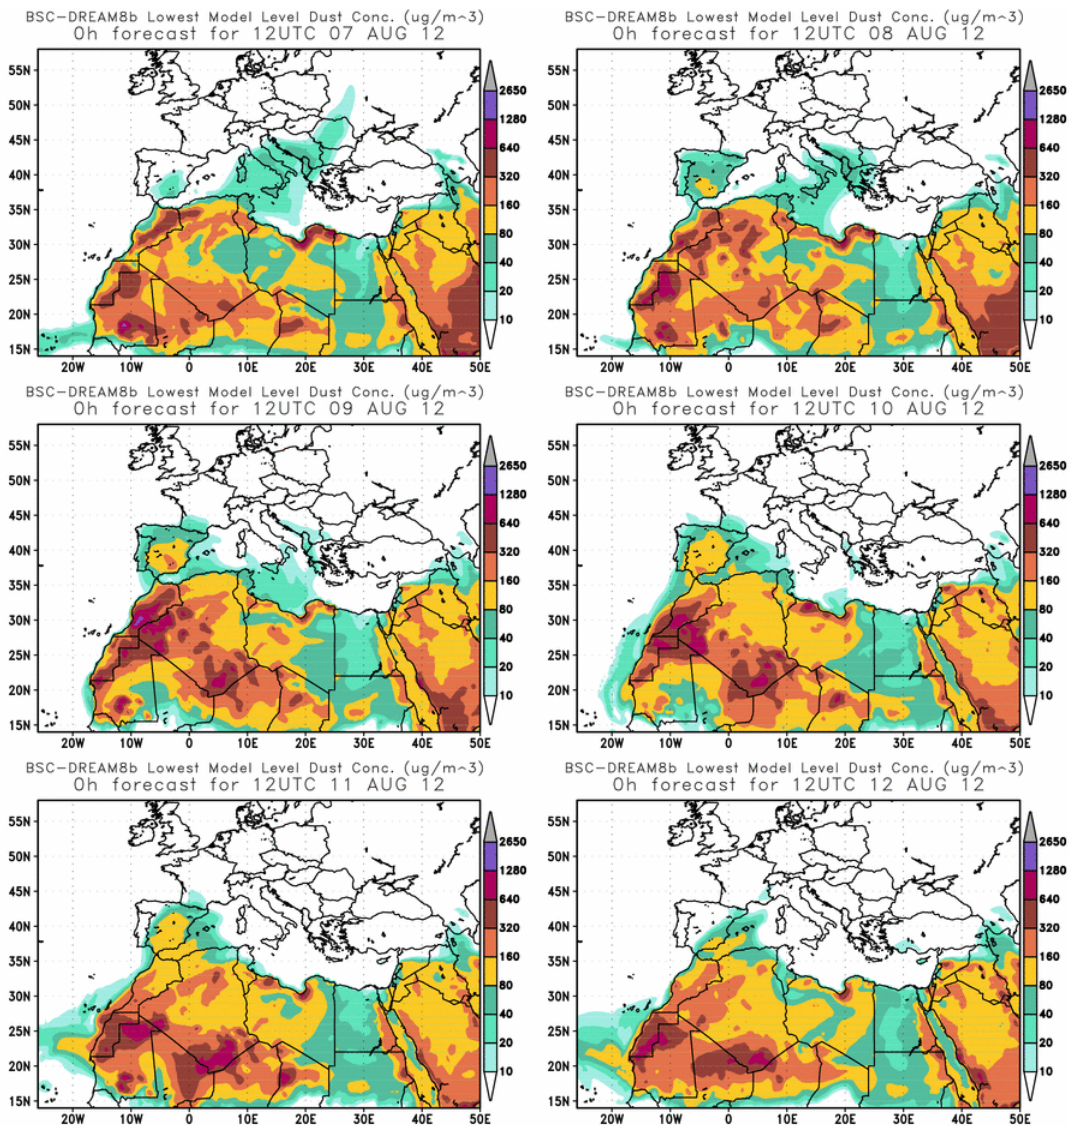 BSC-DREAM8b Lowest Model Level Dust Conc. (ug/m^3)
0h forecast for 12UTC 07 AUG 12
55N
50N
45N
40N
35N
30N
25N
20N
15N
20W 10W 0 10E 20E 30E 40E 50E
2650
1280
640
320
160
80
40
20
10
BSC-DREAM8b Lowest Model Level Dust Conc. (ug/m^3)
0h forecast for 12UTC 08 AUG 12
55N
50N
45N
40N
35N
30N
25N
20N
15N
20W 10W 0 10E 20E 30E 40E 50E
2650
1280
640
320
160
80
40
20
10
BSC-DREAM8b Lowest Model Level Dust Conc. (ug/m^3)
0h forecast for 12UTC 09 AUG 12
55N
50N
45N
40N
35N
30N
25N
20N
15N
20W 10W 0 10E 20E 30E 40E 50E
2650
1280
640
320
160
80
40
20
10
BSC-DREAM8b Lowest Model Level Dust Conc. (ug/m^3)
0h forecast for 12UTC 10 AUG 12
55N
50N
45N
40N
35N
30N
25N
20N
15N
20W 10W 0 10E 20E 30E 40E 50E
2650
1280
640
320
160
80
40
20
10
BSC-DREAM8b Lowest Model Level Dust Conc. (ug/m^3)
0h forecast for 12UTC 11 AUG 12
55N
50N
45N
40N
35N
30N
25N
20N
15N
20W 10W 0 10E 20E 30E 40E 50E
2650
1280
640
320
160
80
40
20
10
BSC-DREAM8b Lowest Model Level Dust Conc. (ug/m^3)
0h forecast for 12UTC 12 AUG 12
55N
50N
45N
40N
35N
30N
25N
20N
15N
20W 10W 0 10E 20E 30E 40E 50E
2650
1280
640
320
160
80
40
20
10